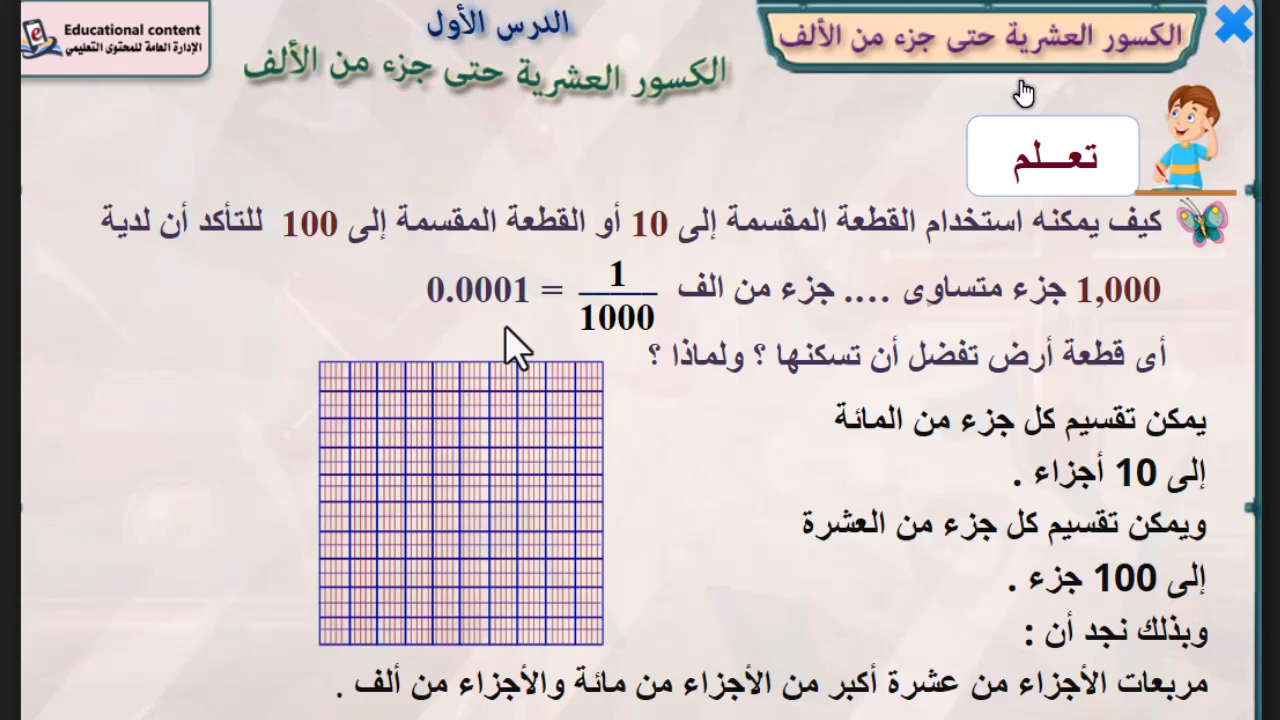 الكسور العشرية حتى جزء من الألف
الدرس الأول
الكسور العشرية حتى جزء من الألف
Educational content
الإدارة العامة للمحتوى التعليمي
تعـــلم
كيف يمكنه استخدام القطعة المقسمة إلى 10 أو القطعة المقسمة إلى 100 للتأكد أن لدية
1,000 جزء متساوٍى .... جزء من الف 1/1000 = 0.0001
أى قطعة أرض تفضل أن تسكنها ؟ ولماذا ؟
يمكن تقسيم كل جزء من المائة
إلى 10 أجزاء .
ويمكن تقسيم كل جزء من العشرة
إلى 100 جزء .
وبذلك نجد أن :
مربعات الأجزاء من عشرة أكبر من الأجزاء من مائة والأجزاء من ألف .